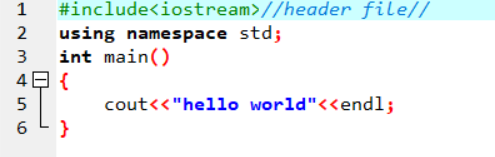 1 #include<iostream>//header file//
2 using namespace std;
3 int main()
4 {
5 cout<<"hello world"<<endl;
6 }